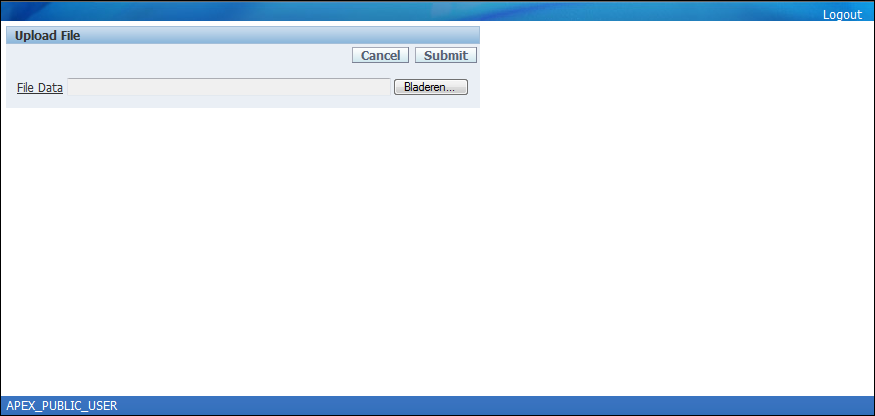 Logout
Upload File
Cancel Submit
File Data Bladeren...
APEX_PUBLIC_USER